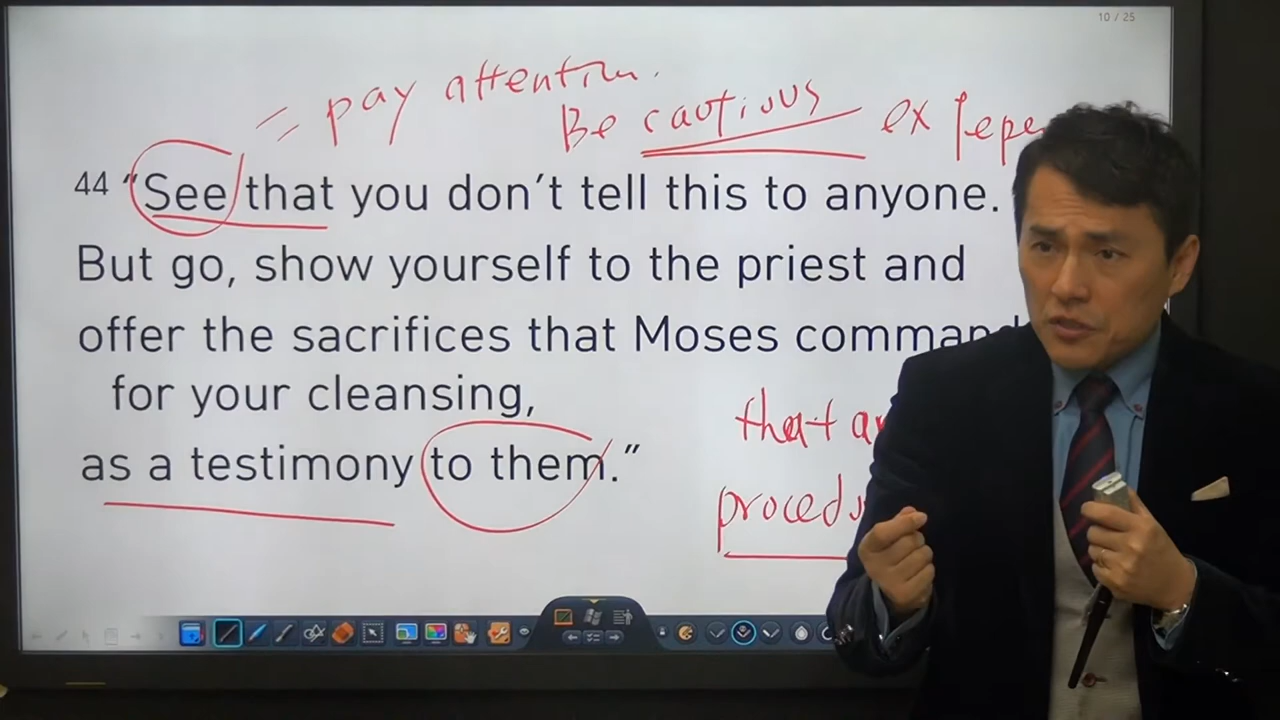 10 / 25
= pay attention.
Be cautious ex
44 “See that you don’t tell this to anyone.
But go, show yourself to the priest and
offer the sacrifices that Moses command
for your cleansing,
that
as a testimony to them.”
procedu